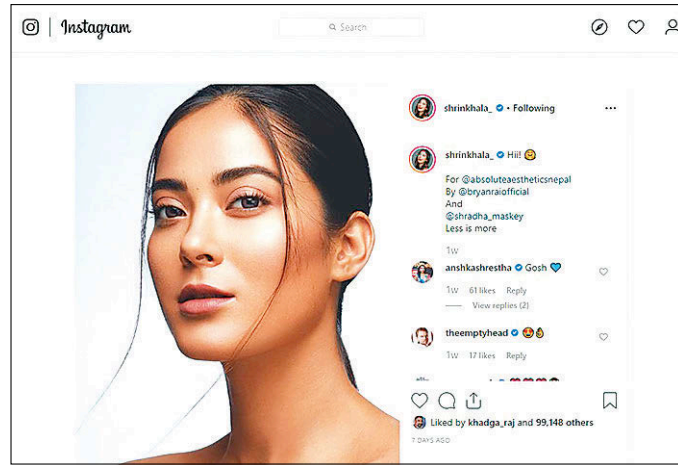 Instagram
Search
shrinkhala_ • Following
shrinkhala_ Hii! 😊
For @absoluteaestheticsnepal
By @bryanraiofficial
And
@shradha_maskey
Less is more
1w
anshkashrestha Gosh 💙
1w 61 likes Reply
View replies (2)
theemptyhead 😍👌
1w 17 likes Reply
Liked by khadga_raj and 99,148 others
7 DAYS AGO